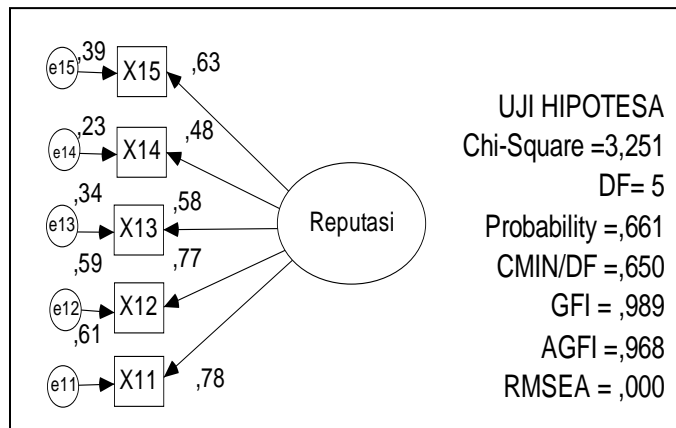 ,39
e15
X15
,63
,23
e14
X14
,48
,34
e13
X13
,58
,59
,77
e12
X12
,61
e11
X11
,78
Reputasi
UJI HIPOTESA
Chi-Square =3,251
DF= 5
Probability =,661
CMIN/DF =,650
GFI = ,989
AGFI =,968
RMSEA = ,000